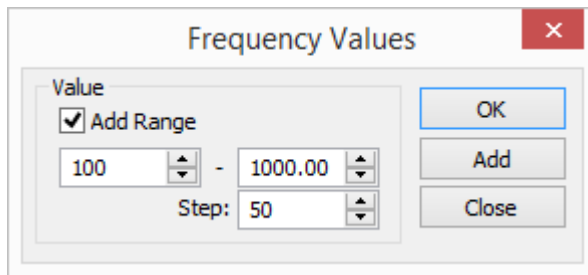 Frequency Values
Value
Add Range
100 - 1000.00
Step: 50
OK
Add
Close